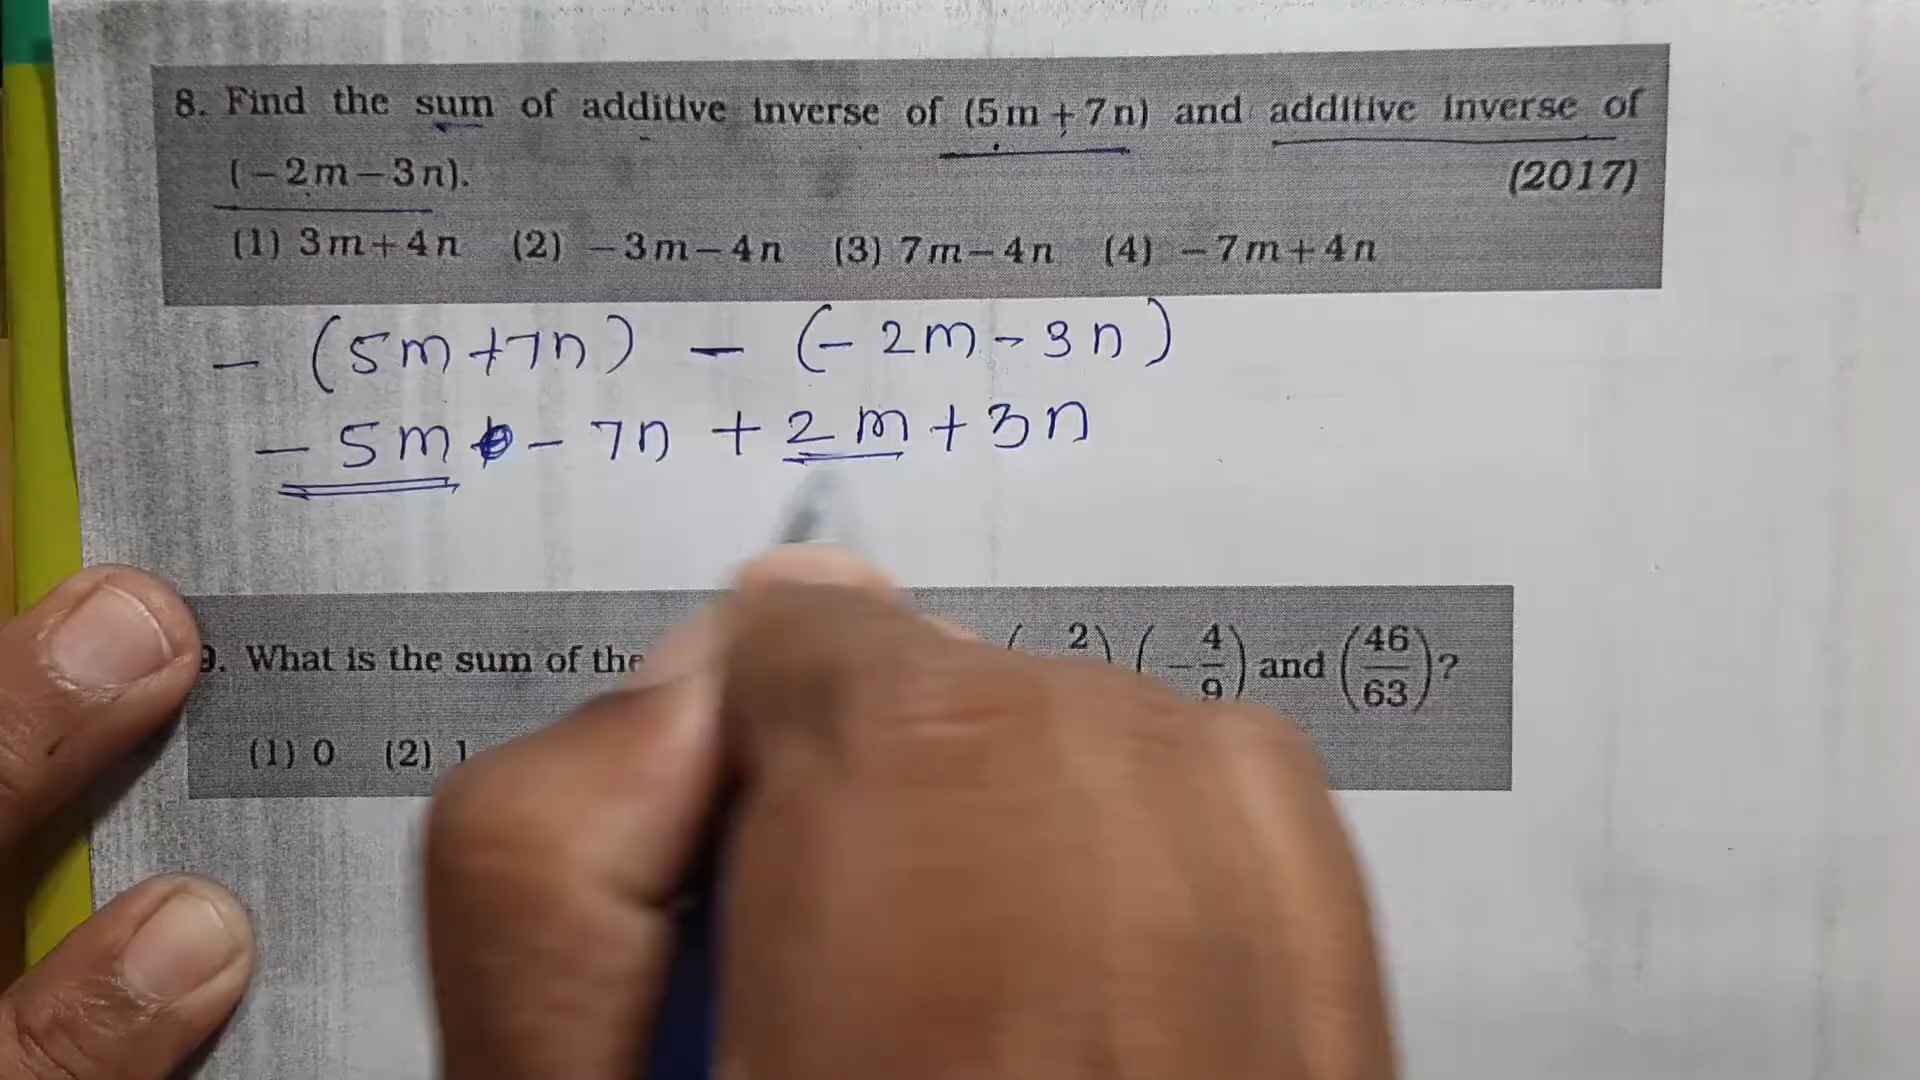 8. Find the sum of additive inverse of (5m+7n) and additive inverse of
(-2m-3n). (2017)
(1) 3m+4n (2) -3m-4n (3) 7m-4n (4) -7m+4n
- (5m+7n) - (-2m-3n)
-5m - 7n + 2m + 3n
9. What is the sum of the (-4/9) and (46/63)?
(1) 0 (2) 1